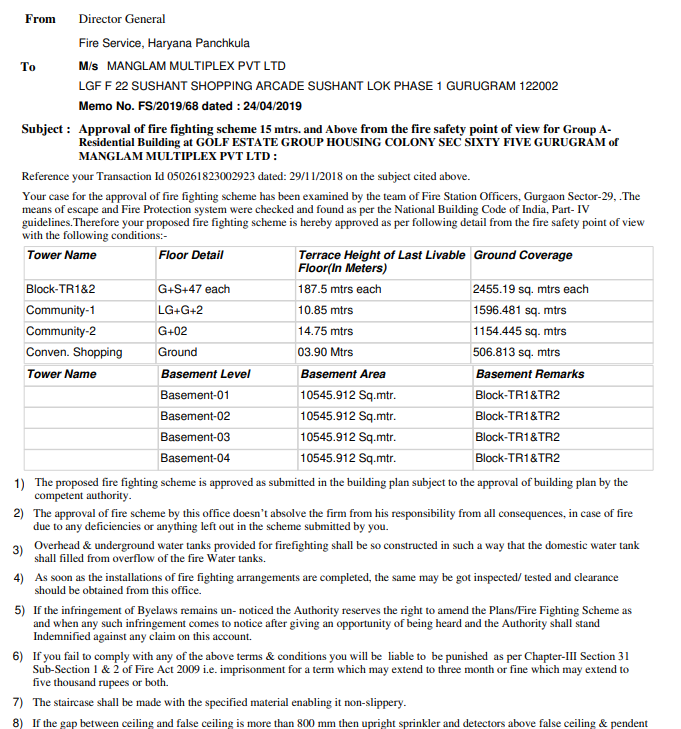 From Director General
Fire Service, Haryana Panchkula
To M/s MANGLAM MULTIPLEX PVT LTD
LGF F 22 SUSHANT SHOPPING ARCADE SUSHANT LOK PHASE 1 GURUGRAM 122002
Memo No. FS/2019/68 dated : 24/04/2019
Subject : Approval of fire fighting scheme 15 mtrs. and Above from the fire safety point of view for Group A-
Residential Building at GOLF ESTATE GROUP HOUSING COLONY SEC SIXTY FIVE GURUGRAM of
MANGLAM MULTIPLEX PVT LTD :
Reference your Transaction Id 050261823002923 dated: 29/11/2018 on the subject cited above.
Your case for the approval of fire fighting scheme has been examined by the team of Fire Station Officers, Gurgaon Sector-29, .The
means of escape and Fire Protection system were checked and found as per the National Building Code of India, Part- IV
guidelines.Therefore your proposed fire fighting scheme is hereby approved as per following detail from the fire safety point of view
with the following conditions:-
Tower Name Floor Detail Terrace Height of Last Livable Ground Coverage
Floor(In Meters)
Block-TR1&2 G+S+47 each 187.5 mtrs each 2455.19 sq. mtrs each
Community-1 LG+G+2 10.85 mtrs 1596.481 sq. mtrs
Community-2 G+02 14.75 mtrs 1154.445 sq. mtrs
Conven. Shopping Ground 03.90 Mtrs 506.813 sq. mtrs
Tower Name Basement Level Basement Area Basement Remarks
Basement-01 10545.912 Sq.mtr. Block-TR1&TR2
Basement-02 10545.912 Sq.mtr. Block-TR1&TR2
Basement-03 10545.912 Sq.mtr. Block-TR1&TR2
Basement-04 10545.912 Sq.mtr. Block-TR1&TR2
1) The proposed fire fighting scheme is approved as submitted in the building plan subject to the approval of building plan by the
competent authority.
2) The approval of fire scheme by this office doesn't absolve the firm from his responsibility from all consequences, in case of fire
due to any deficiencies or anything left out in the scheme submitted by you.
3) Overhead & underground water tanks provided for firefighting shall be so constructed in such a way that the domestic water tank
shall filled from overflow of the fire Water tanks.
4) As soon as the installations of fire fighting arrangements are completed, the same may be got inspected/ tested and clearance
should be obtained from this office.
5) If the infringement of Byelaws remains un- noticed the Authority reserves the right to amend the Plans/Fire Fighting Scheme as
and when any such infringement comes to notice after giving an opportunity of being heard and the Authority shall stand
Indemnified against any claim on this account.
6) If you fail to comply with any of the above terms & conditions you will be liable to be punished as per Chapter-III Section 31
Sub-Section 1 & 2 of Fire Act 2009 i.e. imprisonment for a term which may extend to three month or fine which may extend to
five thousand rupees or both.
7) The staircase shall be made with the specified material enabling it non-slippery.
8) If the gap between ceiling and false ceiling is more than 800 mm then upright sprinkler and detectors above false ceiling & pendent